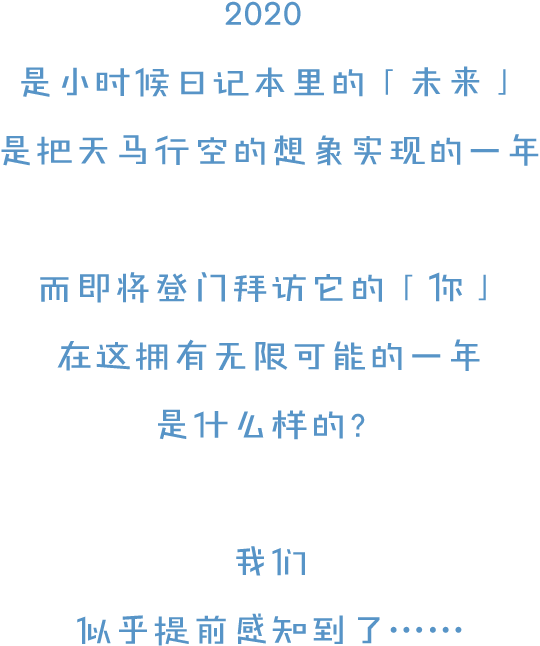 2020
是小时候日记本里的「未来」
是把天马行空的想象实现的一年
而即将登门拜访它的「你」
在这拥有无限可能的一年
是什么样的?
我们
似乎提前感知到了……